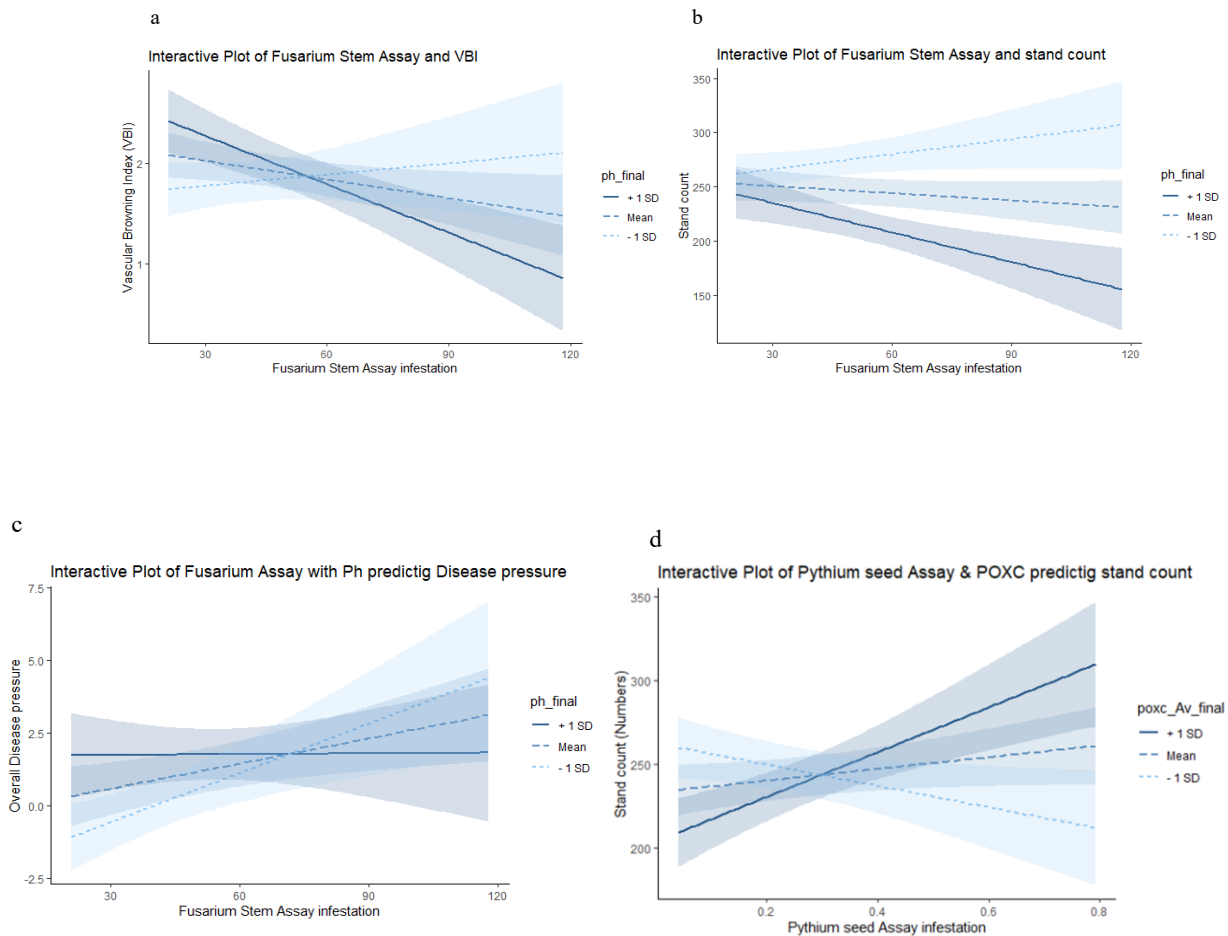 a
Interactive Plot of Fusarium Stem Assay and VBI
Vascular Browning Index (VBI)
2
1
30
60
90
120
Fusarium Stem Assay infestation
ph_final
+ 1 SD
Mean
- 1 SD
b
Interactive Plot of Fusarium Stem Assay and stand count
Stand count
350
300
250
200
150
30
60
90
120
Fusarium Stem Assay infestation
ph_final
+ 1 SD
Mean
- 1 SD
c
Interactive Plot of Fusarium Assay with Ph predictig Disease pressure
Overall Disease pressure
7.5
5.0
2.5
0.0
-2.5
30
60
90
120
Fusarium Stem Assay infestation
ph_final
+ 1 SD
Mean
- 1 SD
d
Interactive Plot of Pythium seed Assay & POXC predictig stand count
Stand count (Numbers)
350
300
250
200
0.2
0.4
0.6
0.8
Pythium seed Assay infestation
poxc_Av_final
+ 1 SD
Mean
- 1 SD